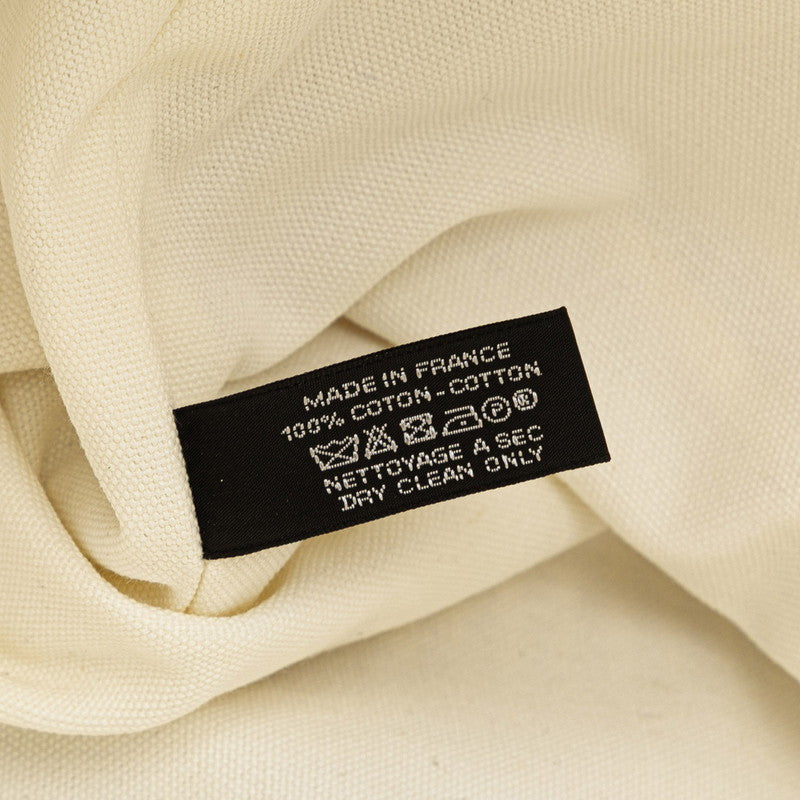 MADE IN FRANCE
100% COTON - COTTON
P
NETTOYAGE A SEC
DRY CLEAN ONLY